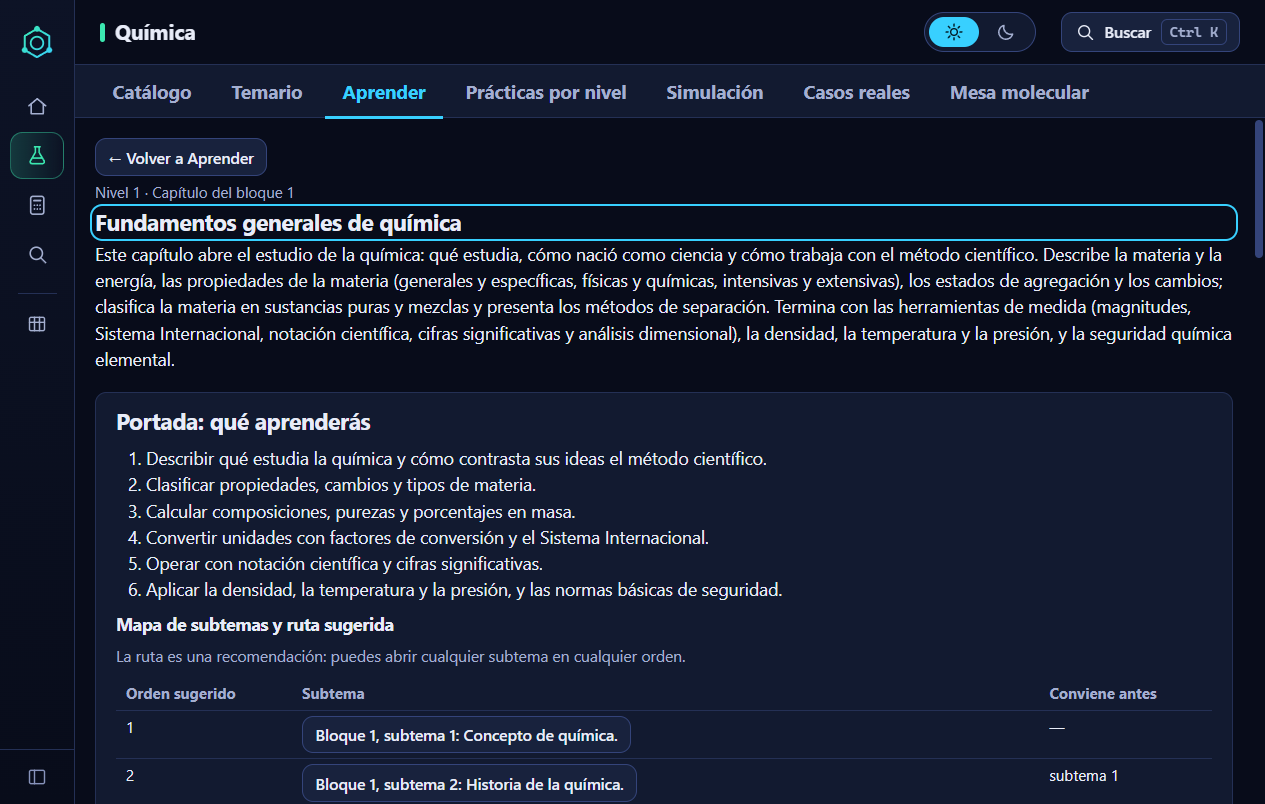 Química
Buscar Ctrl K
Catálogo Temario Aprender Prácticas por nivel Simulación Casos reales Mesa molecular
← Volver a Aprender
Nivel 1 · Capítulo del bloque 1
Fundamentos generales de química
Este capítulo abre el estudio de la química: qué estudia, cómo nació como ciencia y cómo trabaja con el método científico. Describe la materia y la
energía, las propiedades de la materia (generales y específicas, físicas y químicas, intensivas y extensivas), los estados de agregación y los cambios;
clasifica la materia en sustancias puras y mezclas y presenta los métodos de separación. Termina con las herramientas de medida (magnitudes,
Sistema Internacional, notación científica, cifras significativas y análisis dimensional), la densidad, la temperatura y la presión, y la seguridad química
elemental.
Portada: qué aprenderás
1. Describir qué estudia la química y cómo contrasta sus ideas el método científico.
2. Clasificar propiedades, cambios y tipos de materia.
3. Calcular composiciones, purezas y porcentajes en masa.
4. Convertir unidades con factores de conversión y el Sistema Internacional.
5. Operar con notación científica y cifras significativas.
6. Aplicar la densidad, la temperatura y la presión, y las normas básicas de seguridad.
Mapa de subtemas y ruta sugerida
La ruta es una recomendación: puedes abrir cualquier subtema en cualquier orden.
Orden sugerido Subtema Conviene antes
1 Bloque 1, subtema 1: Concepto de química. —
2 Bloque 1, subtema 2: Historia de la química. subtema 1